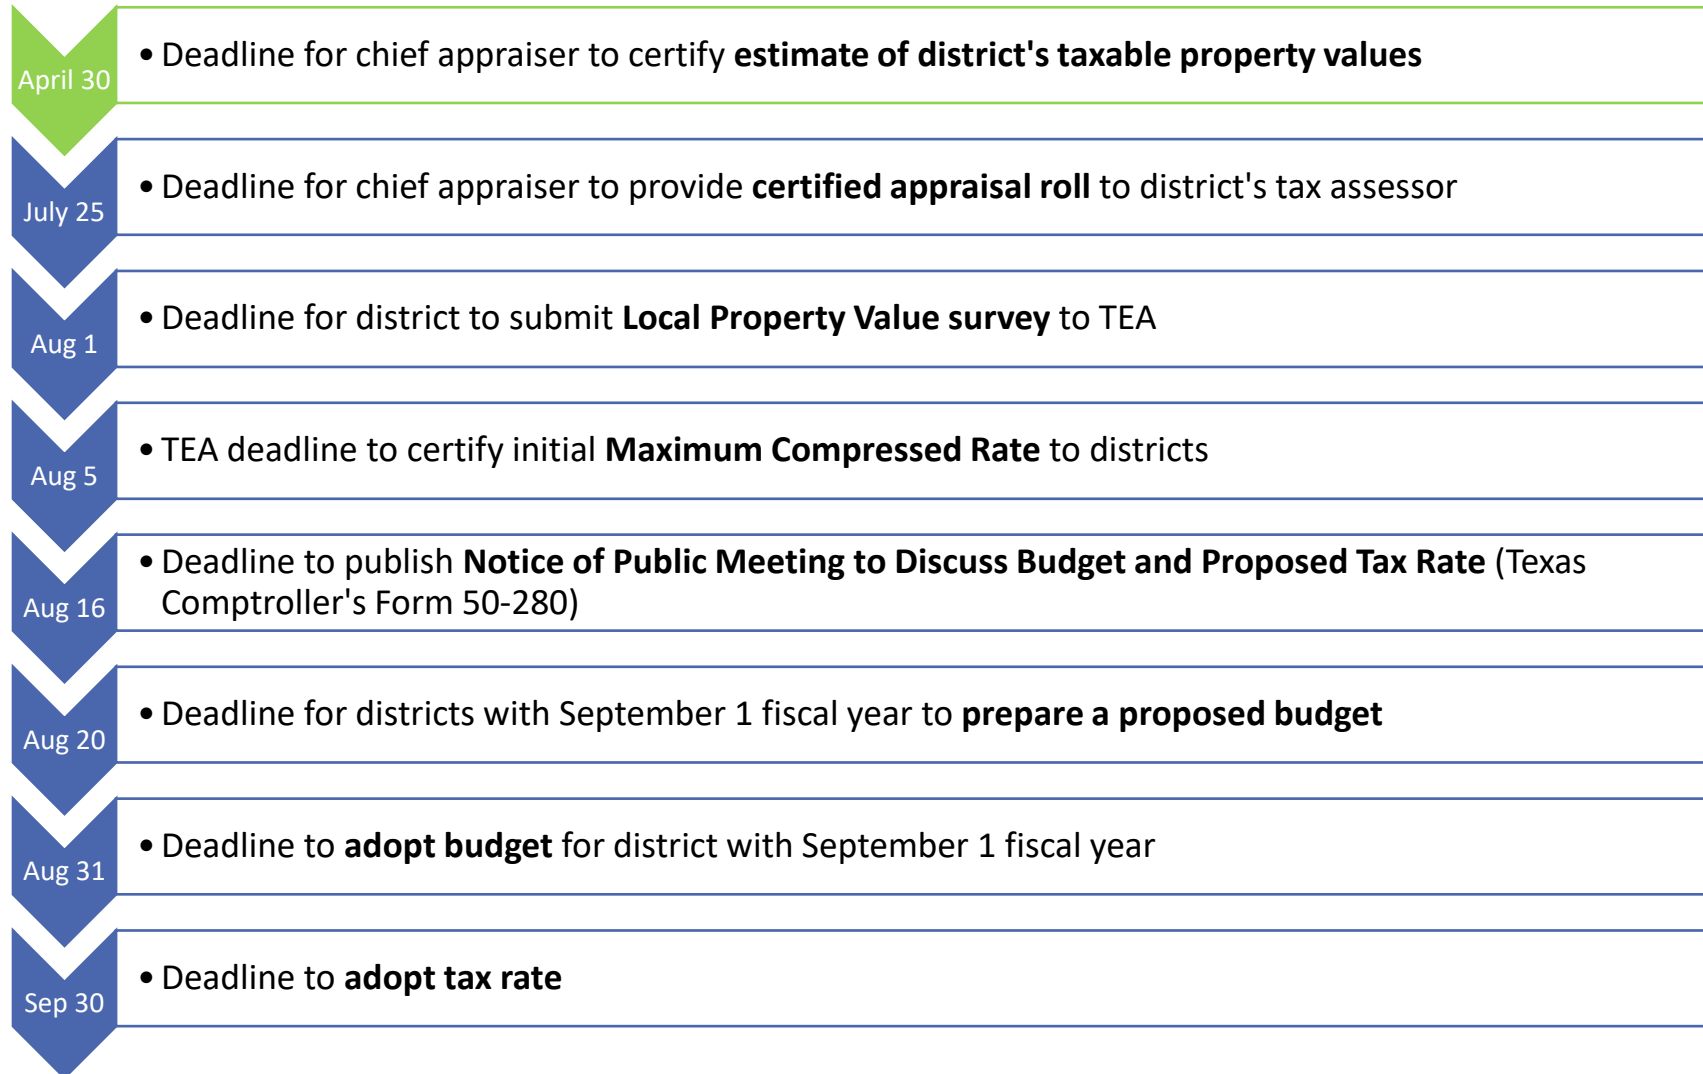 April 30
• Deadline for chief appraiser to certify estimate of district's taxable property values
July 25
• Deadline for chief appraiser to provide certified appraisal roll to district's tax assessor
Aug 1
• Deadline for district to submit Local Property Value survey to TEA
Aug 5
• TEA deadline to certify initial Maximum Compressed Rate to districts
Aug 16
• Deadline to publish Notice of Public Meeting to Discuss Budget and Proposed Tax Rate (Texas
Comptroller's Form 50-280)
Aug 20
• Deadline for districts with September 1 fiscal year to prepare a proposed budget
Aug 31
• Deadline to adopt budget for district with September 1 fiscal year
Sep 30
• Deadline to adopt tax rate